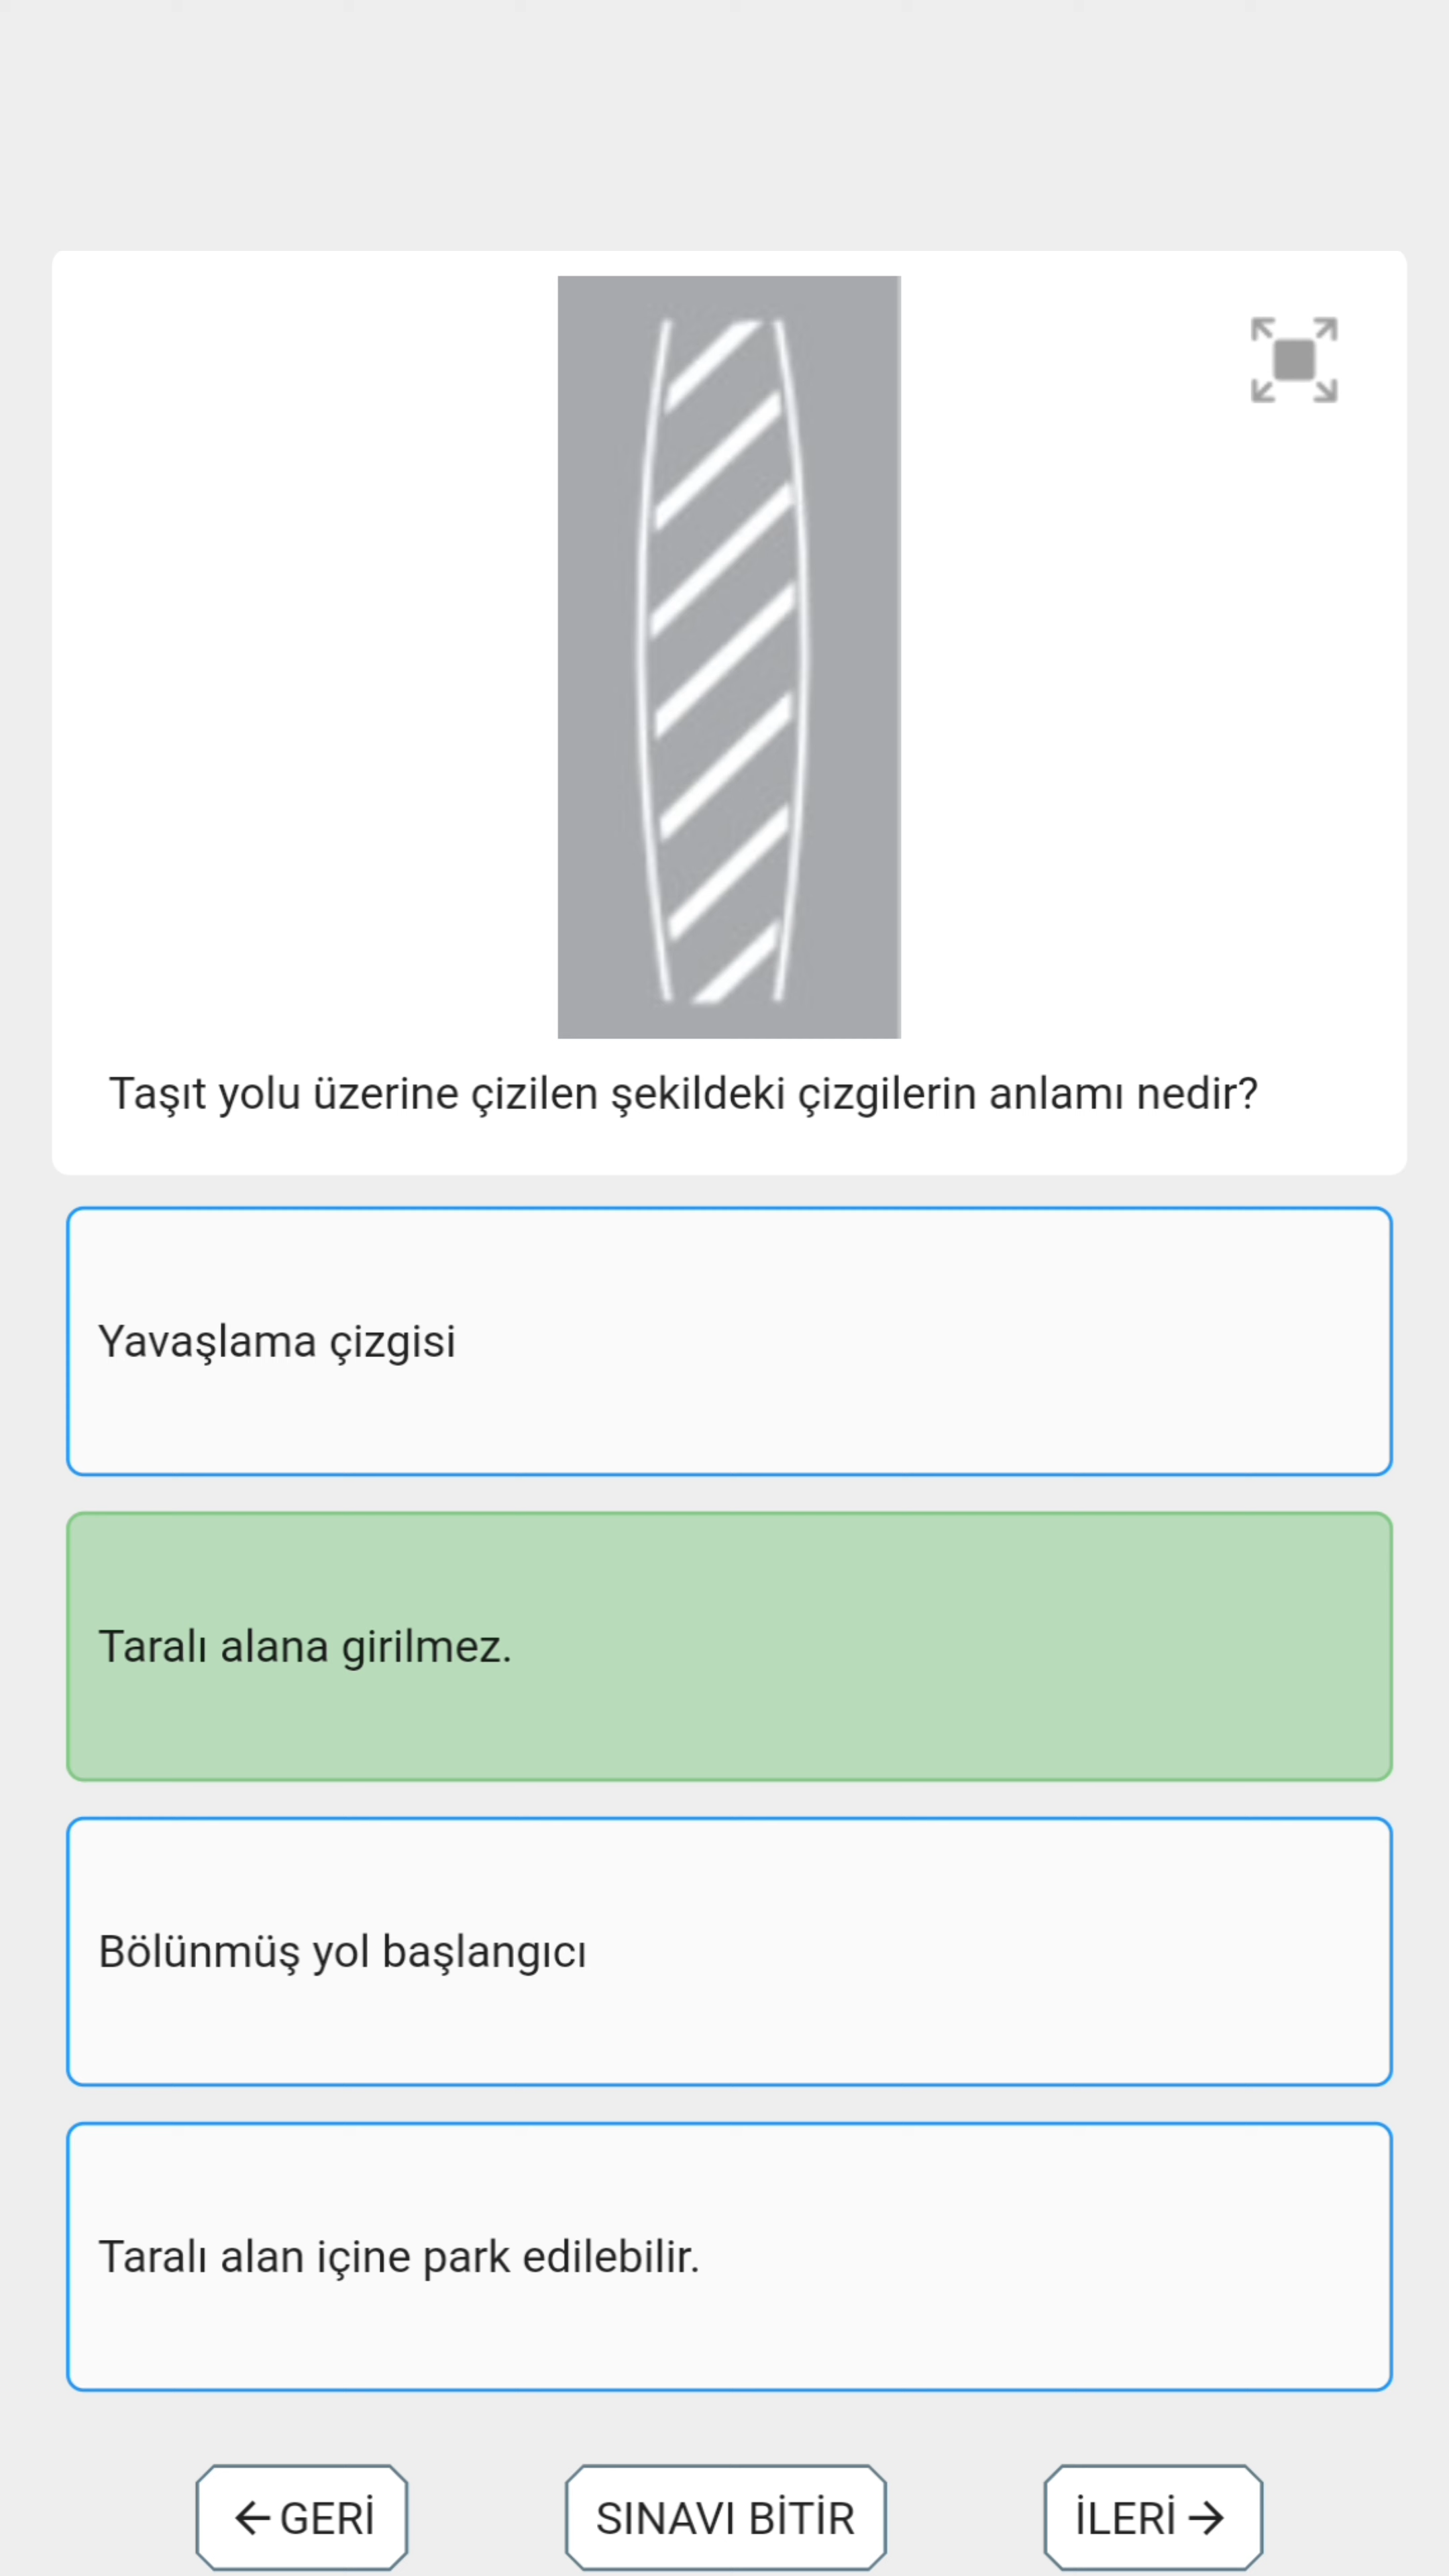 Taşıt yolu üzerine çizilen şekildeki çizgilerin anlamı nedir?
Yavaşlama çizgisi
Taralı alana girilmez.
Bölünmüş yol başlangıcı
Taralı alan içine park edilebilir.
← GERİ
SINAVI BİTİR
İLERİ →